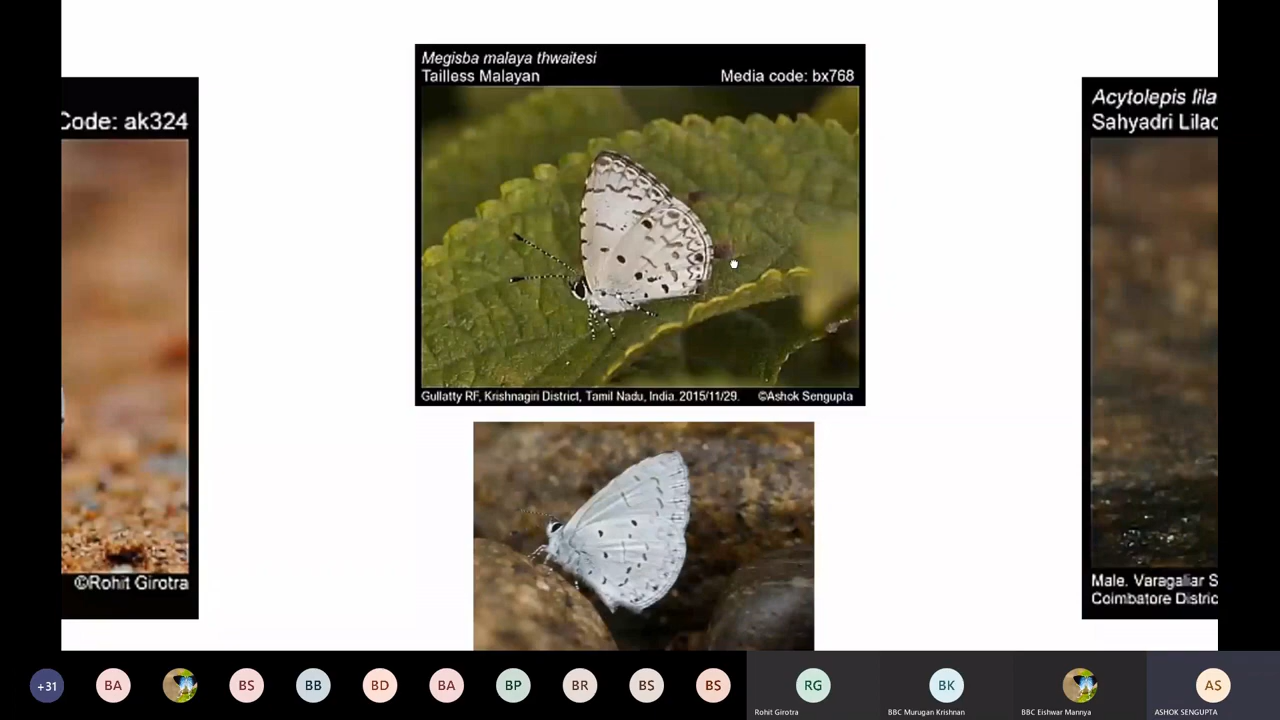 Code: ak324
©Rohit Girotra
Megisba malaya thwaitesi
Tailless Malayan
Media code: bx768
Gullatty RF, Krishnagiri District, Tamil Nadu, India. 2015/11/29.
©Ashok Sengupta
Acytolepis lila
Sahyadri Lilac
Male. Varagaliar S
Coimbatore Distric
+31
BA
BS
BB
BD
BA
BP
BR
BS
BS
RG
BK
AS
Rohit Girotra
BBC Murugan Krishnan
BBC Eishwar Mannya
ASHOK SENGUPTA